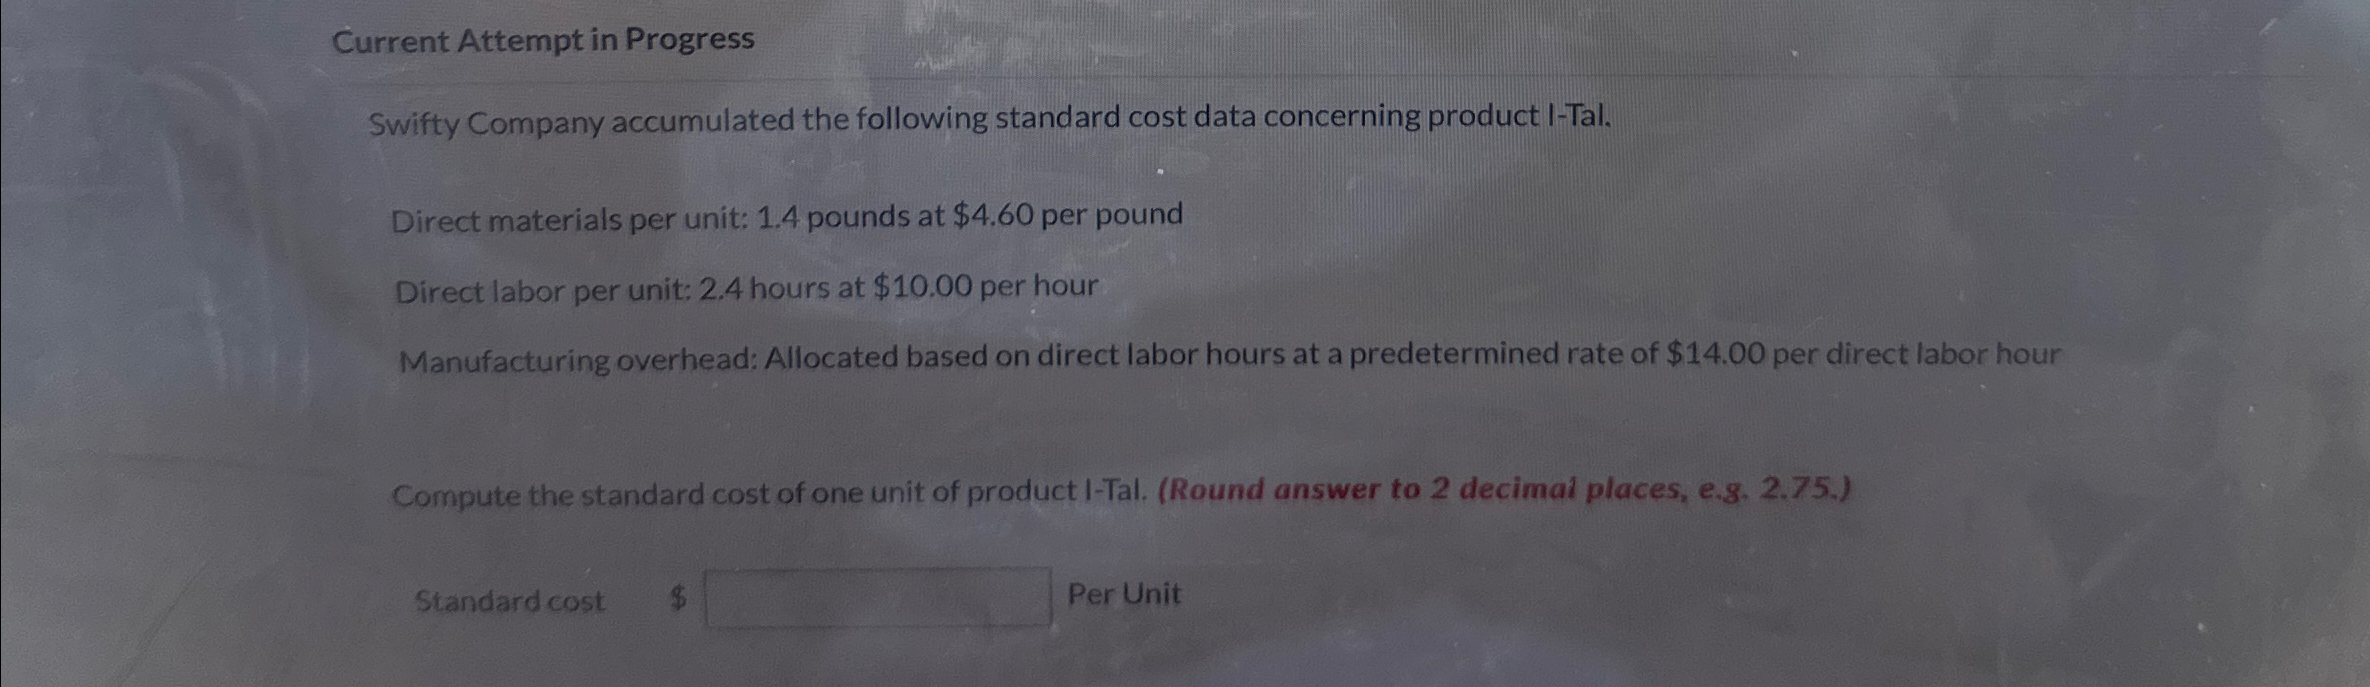 Current Attempt in Progress
Swifty Company accumulated the following standard cost data concerning product I-Tal.
Direct materials per unit: 1.4 pounds at $4.60 per pound
Direct labor per unit: 2.4 hours at $10.00 per hour
Manufacturing overhead: Allocated based on direct labor hours at a predetermined rate of $14.00 per direct labor hour
Compute the standard cost of one unit of product I-Tal. (Round answer to 2 decimal places, e.g. 2.75.)
Standard cost $ Per Unit